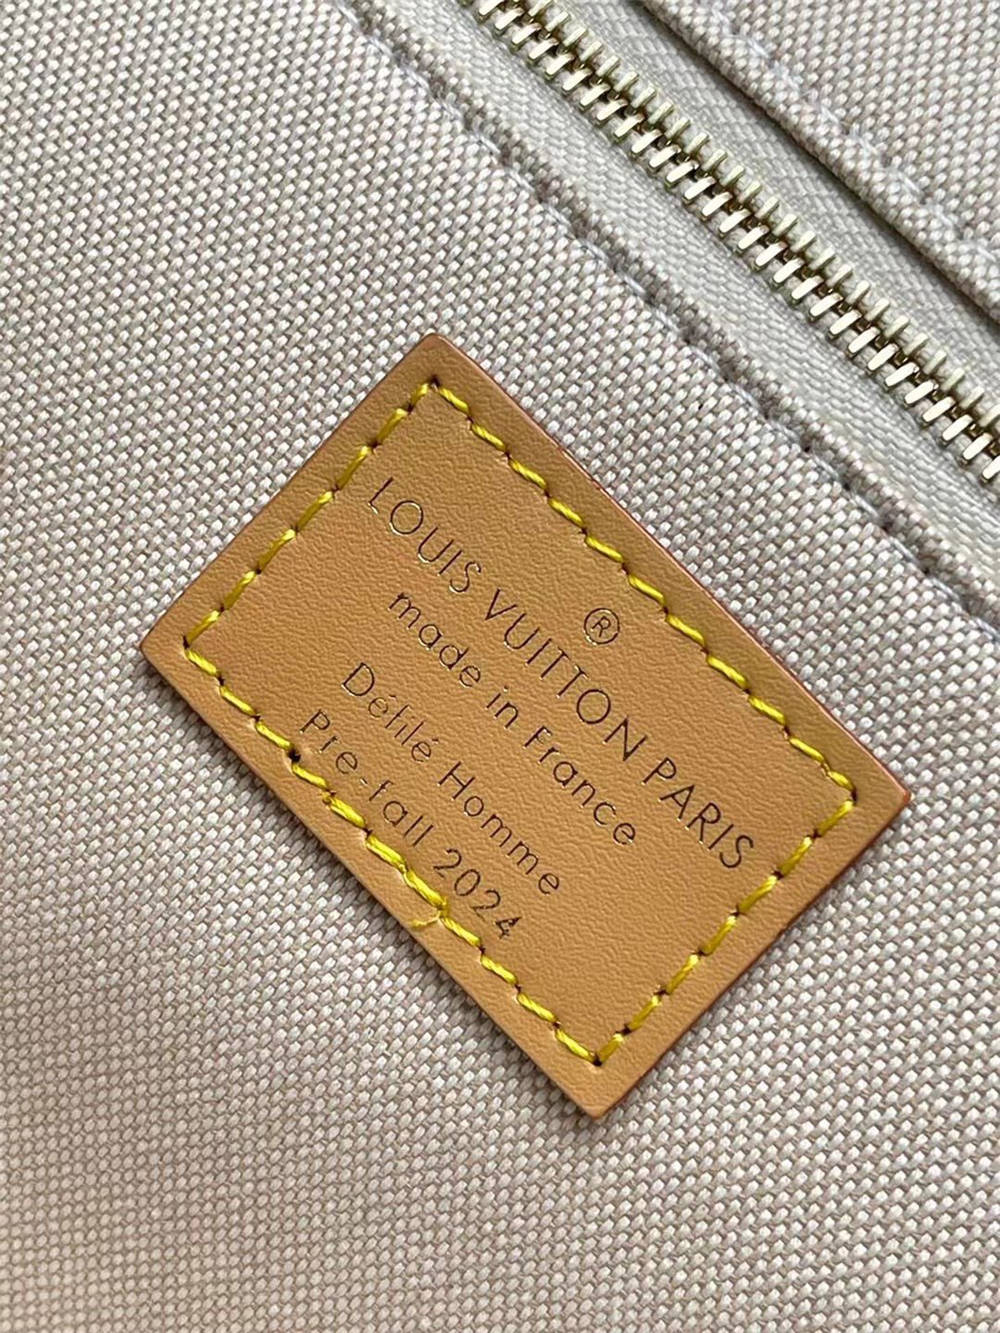 ®
LOUIS VUITTON PARIS
made in France
Défilé Homme
Pre-fall 2024